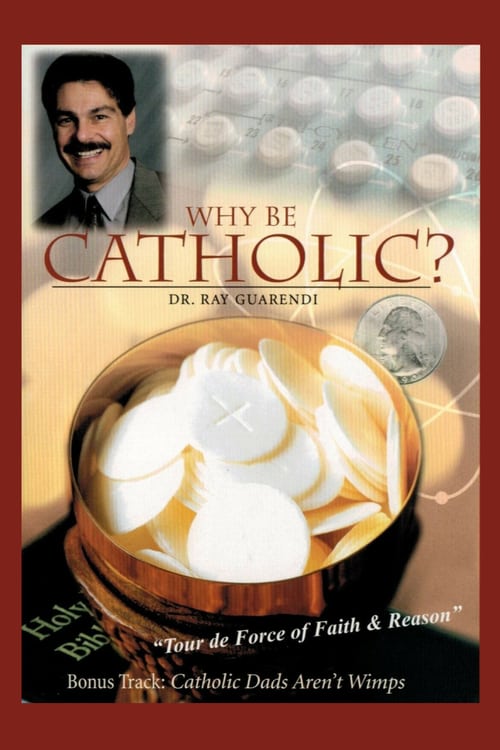 WHY BE
CATHOLIC?
DR. RAY GUARENDI
Holy
Bible
"Tour de Force of Faith & Reason"
Bonus Track: Catholic Dads Aren't Wimps